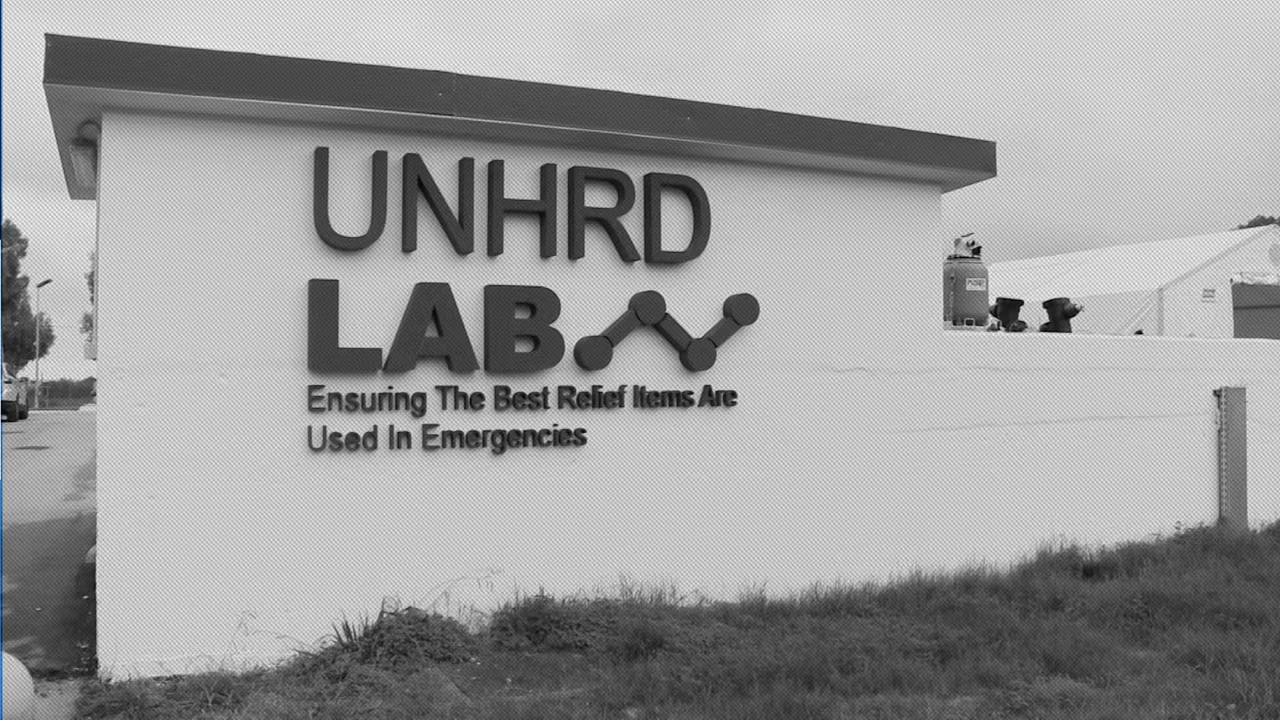 UNHRD
LAB
Ensuring The Best Relief Items Are
Used In Emergencies